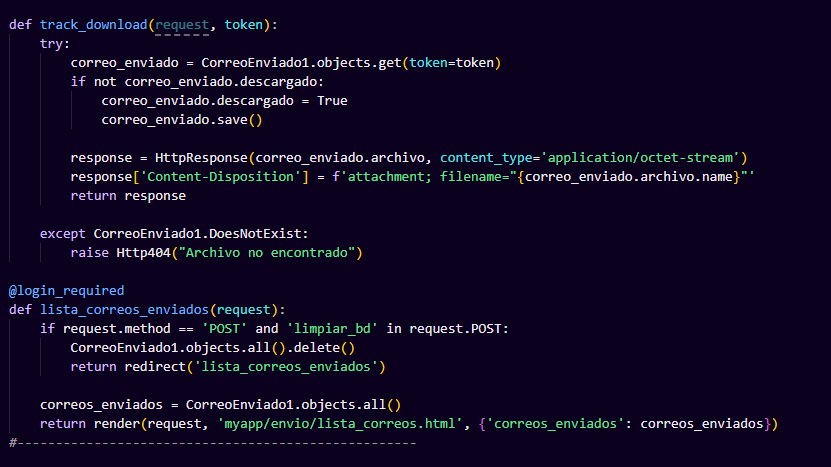 def track_download(request, token):
    try:
        correo_enviado = CorreoEnviado1.objects.get(token=token)
        if not correo_enviado.descargado:
            correo_enviado.descargado = True
            correo_enviado.save()

        response = HttpResponse(correo_enviado.archivo, content_type='application/octet-stream')
        response['Content-Disposition'] = f'attachment; filename="{correo_enviado.archivo.name}"'
        return response

    except CorreoEnviado1.DoesNotExist:
        raise Http404("Archivo no encontrado")

@login_required
def lista_correos_enviados(request):
    if request.method == 'POST' and 'limpiar_bd' in request.POST:
        CorreoEnviado1.objects.all().delete()
        return redirect('lista_correos_enviados')

    correos_enviados = CorreoEnviado1.objects.all()
    return render(request, 'myapp/envio/lista_correos.html', {'correos_enviados': correos_enviados})
#----------------------------------------------------